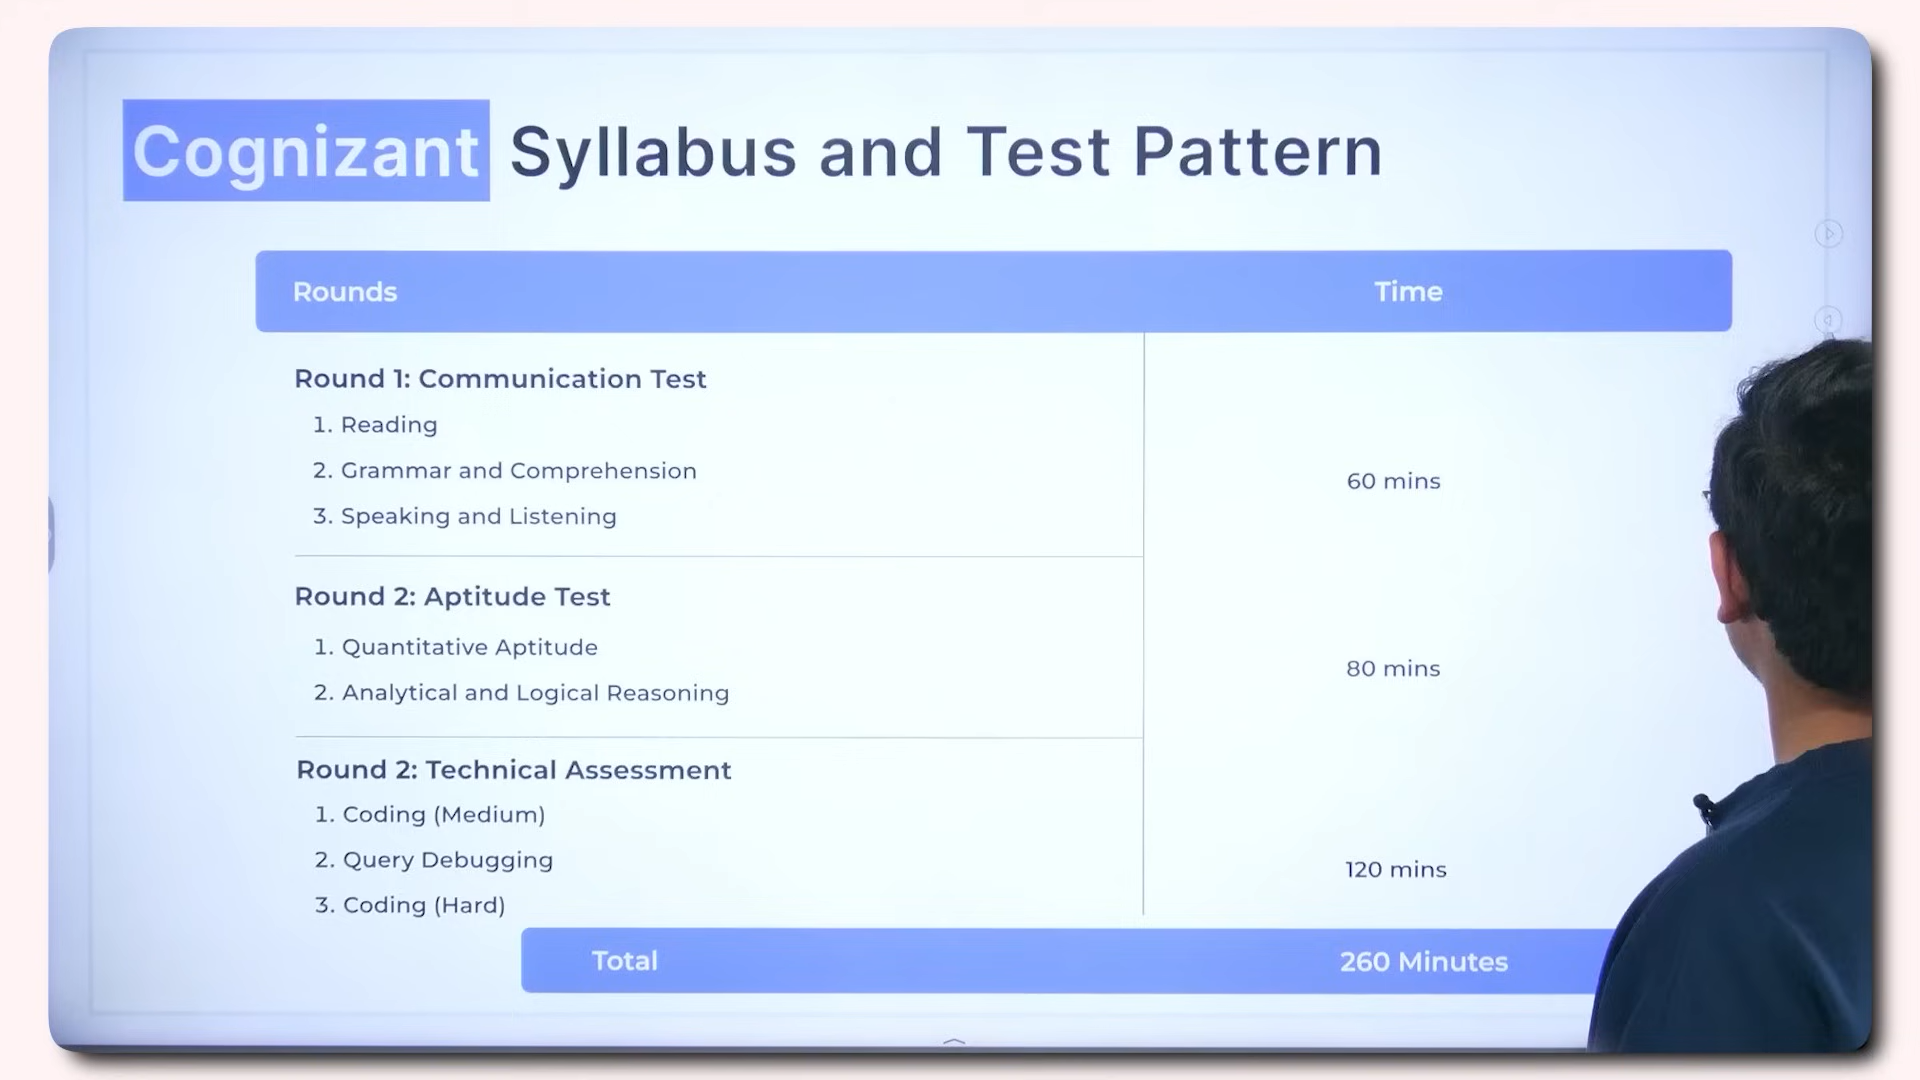 Cognizant Syllabus and Test Pattern
Rounds Time
Round 1: Communication Test
1. Reading
2. Grammar and Comprehension
3. Speaking and Listening
60 mins
Round 2: Aptitude Test
1. Quantitative Aptitude
2. Analytical and Logical Reasoning
80 mins
Round 2: Technical Assessment
1. Coding (Medium)
2. Query Debugging
3. Coding (Hard)
120 mins
Total 260 Minutes